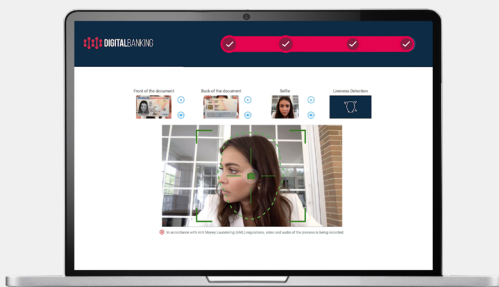 DIGITALBANKING
Front of the document
Back of the document
Selfie
Liveness Detection
In accordance with Anti Money Laundering (AML) regulations, video and audio of the process is being recorded